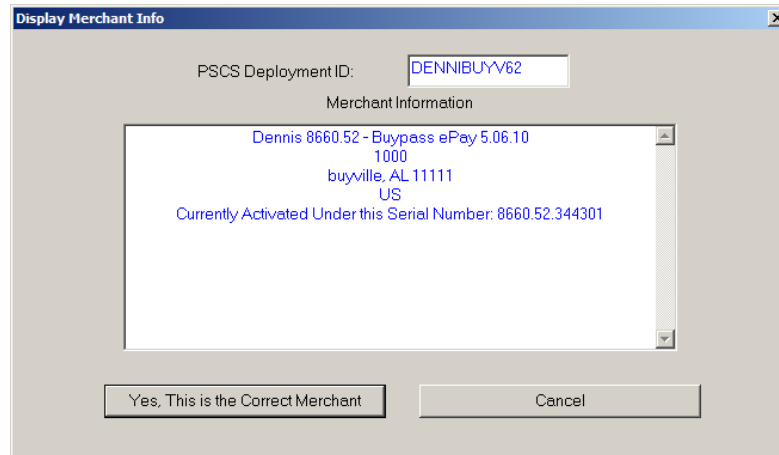 Display Merchant Info
PSCS Deployment ID: DENNIBUYV62
Merchant Information
Dennis 8660.52 - Buypass ePay 5.06.10
1000
buyville, AL 11111
US
Currently Activated Under this Serial Number: 8660.52.344301
Yes, This is the Correct Merchant
Cancel